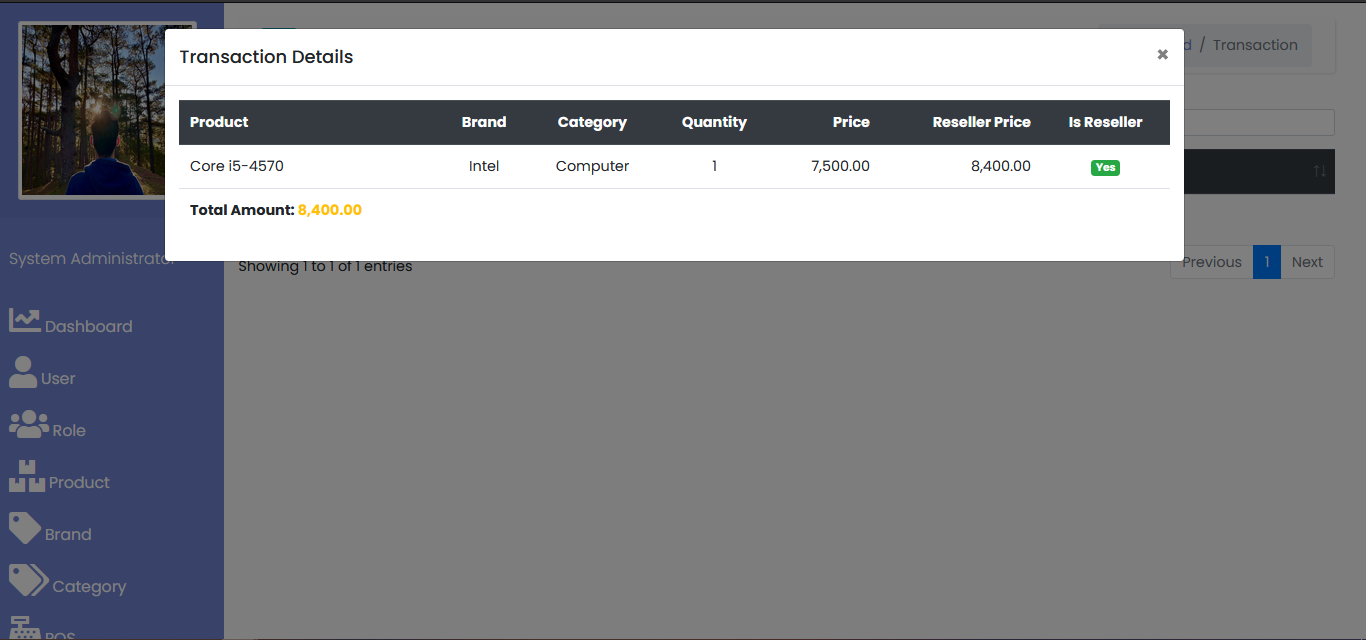 Transaction Details ×
Product Brand Category Quantity Price Reseller Price Is Reseller
Core i5-4570 Intel Computer 1 7,500.00 8,400.00 Yes
Total Amount: 8,400.00
/ Transaction
Showing 1 to 1 of 1 entries
Previous 1 Next
System Administrator
Dashboard
User
Role
Product
Brand
Category
POS